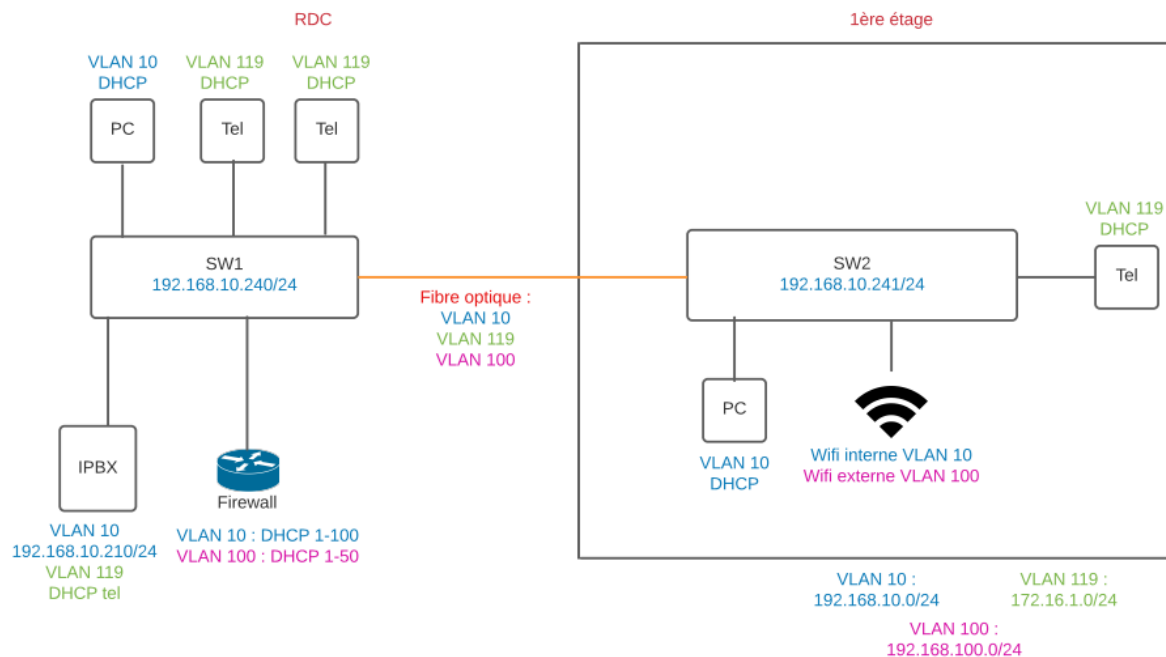 RDC
1ère étage
VLAN 10
DHCP
VLAN 119
DHCP
VLAN 119
DHCP
PC
Tel
Tel
SW1
192.168.10.240/24
Fibre optique :
VLAN 10
VLAN 119
VLAN 100
SW2
192.168.10.241/24
VLAN 119
DHCP
Tel
PC
VLAN 10
DHCP
Wifi interne VLAN 10
Wifi externe VLAN 100
IPBX
VLAN 10
192.168.10.210/24
VLAN 119
DHCP tel
Firewall
VLAN 10 : DHCP 1-100
VLAN 100 : DHCP 1-50
VLAN 10 :
192.168.10.0/24
VLAN 119 :
172.16.1.0/24
VLAN 100 :
192.168.100.0/24